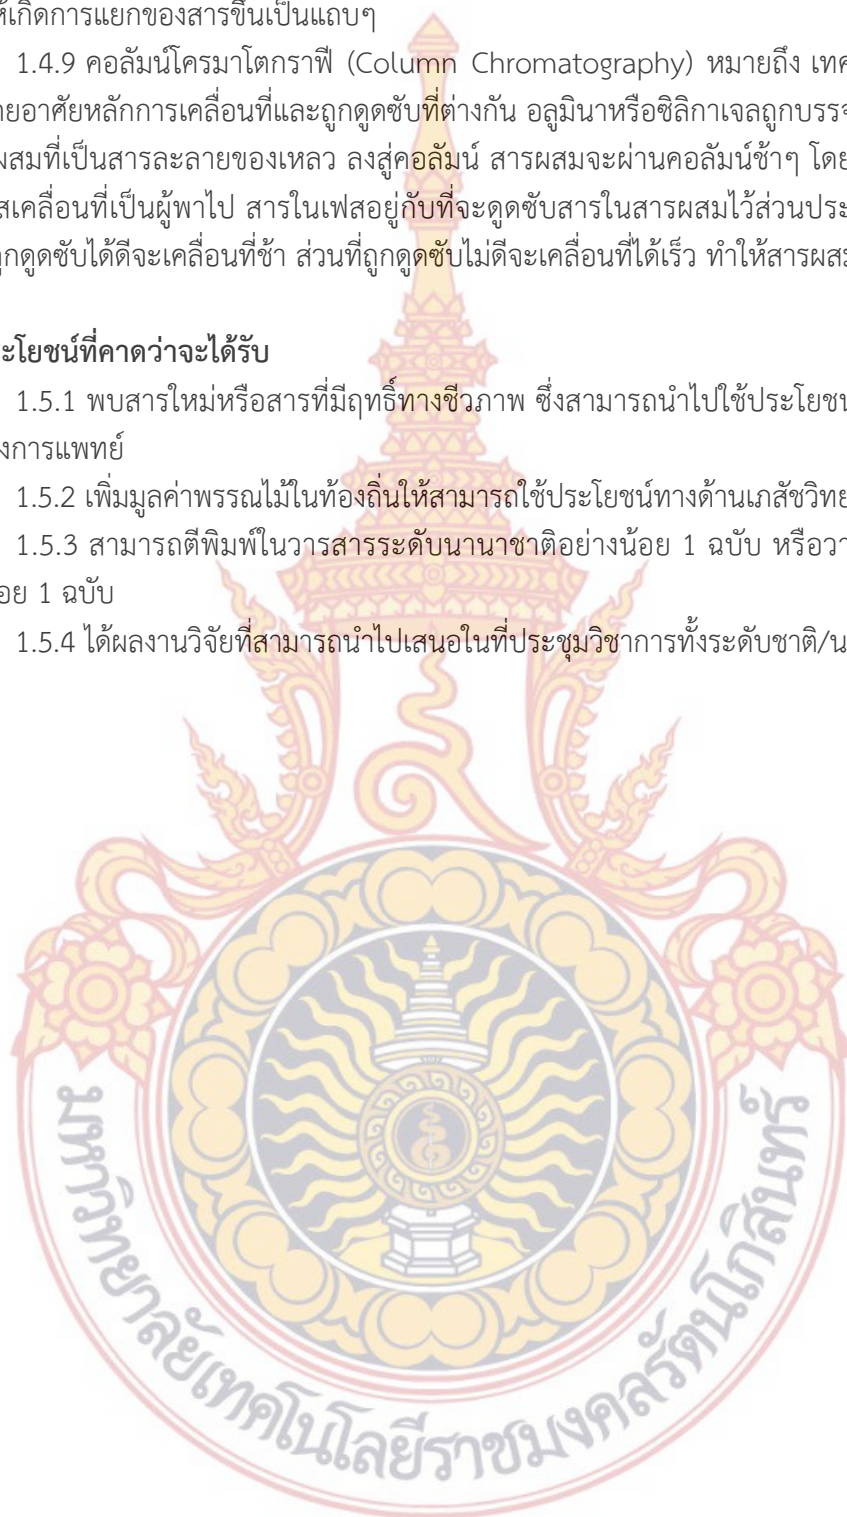 ให้เกิดการแยกของสารขึ้นเป็นแถบๆ
1.4.9 คอลัมน์โครมาโตกราฟี (Column Chromatography) หมายถึง เทค
ายอาศัยหลักการเคลื่อนที่และถูกดูดซับที่ต่างกัน อลูมินาหรือซิลิกาเจลถูกบรรจ
ผสมที่เป็นสารละลายของเหลว ลงสู่คอลัมน์ สารผสมจะผ่านคอลัมน์ช้าๆ โดย
สเคลื่อนที่เป็นผู้พาไป สารในเฟสอยู่กับที่จะดูดซับสารในสารผสมไว้ส่วนประ
ถูกดูดซับได้ดีจะเคลื่อนที่ช้า ส่วนที่ถูกดูดซับไม่ดีจะเคลื่อนที่ได้เร็ว ทำให้สารผสม
ะโยชน์ที่คาดว่าจะได้รับ
1.5.1 พบสารใหม่หรือสารที่มีฤทธิ์ทางชีวภาพ ซึ่งสามารถนำไปใช้ประโยชน
งการแพทย์
1.5.2 เพิ่มมูลค่าพรรณไม้ในท้องถิ่นให้สามารถใช้ประโยชน์ทางด้านเภสัชวิทย
1.5.3 สามารถตีพิมพ์ในวารสารระดับนานาชาติอย่างน้อย 1 ฉบับ หรือวา
้อย 1 ฉบับ
1.5.4 ได้ผลงานวิจัยที่สามารถนำไปเสนอในที่ประชุมวิชาการทั้งระดับชาติ/น
มหาวิทยาลัยเทคโนโลยีราชมงคลรัตนโกสินทร์